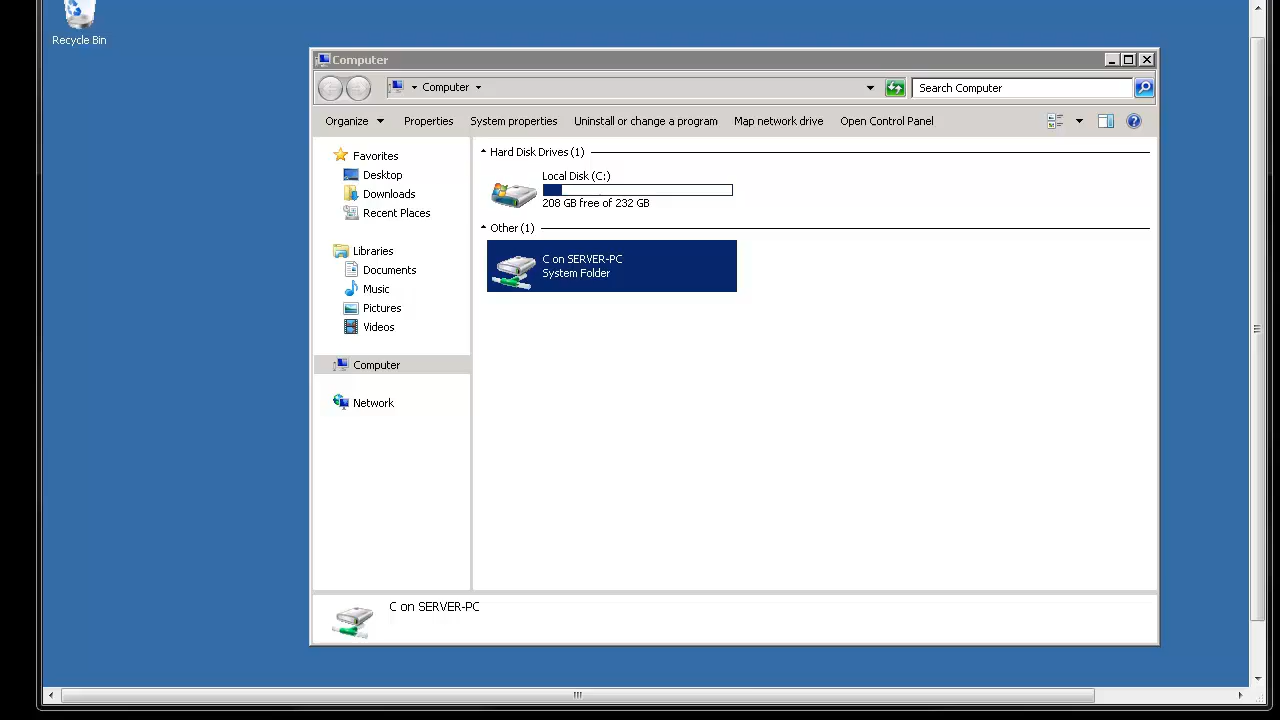 Recycle Bin
Computer
Computer
Search Computer
Organize Properties System properties Uninstall or change a program Map network drive Open Control Panel
Favorites
Desktop
Downloads
Recent Places
Libraries
Documents
Music
Pictures
Videos
Computer
Network
Hard Disk Drives (1)
Local Disk (C:)
208 GB free of 232 GB
Other (1)
C on SERVER-PC
System Folder
C on SERVER-PC